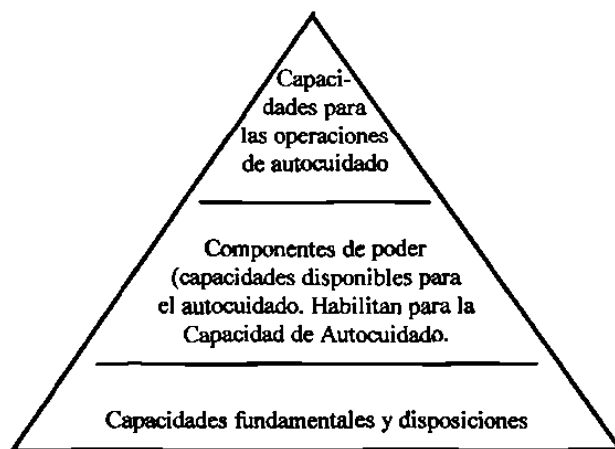 Capaci-
dades para
las operaciones
de autocuidado
Componentes de poder
(capacidades disponibles para
el autocuidado. Habilitan para la
Capacidad de Autocuidado.
Capacidades fundamentales y disposiciones